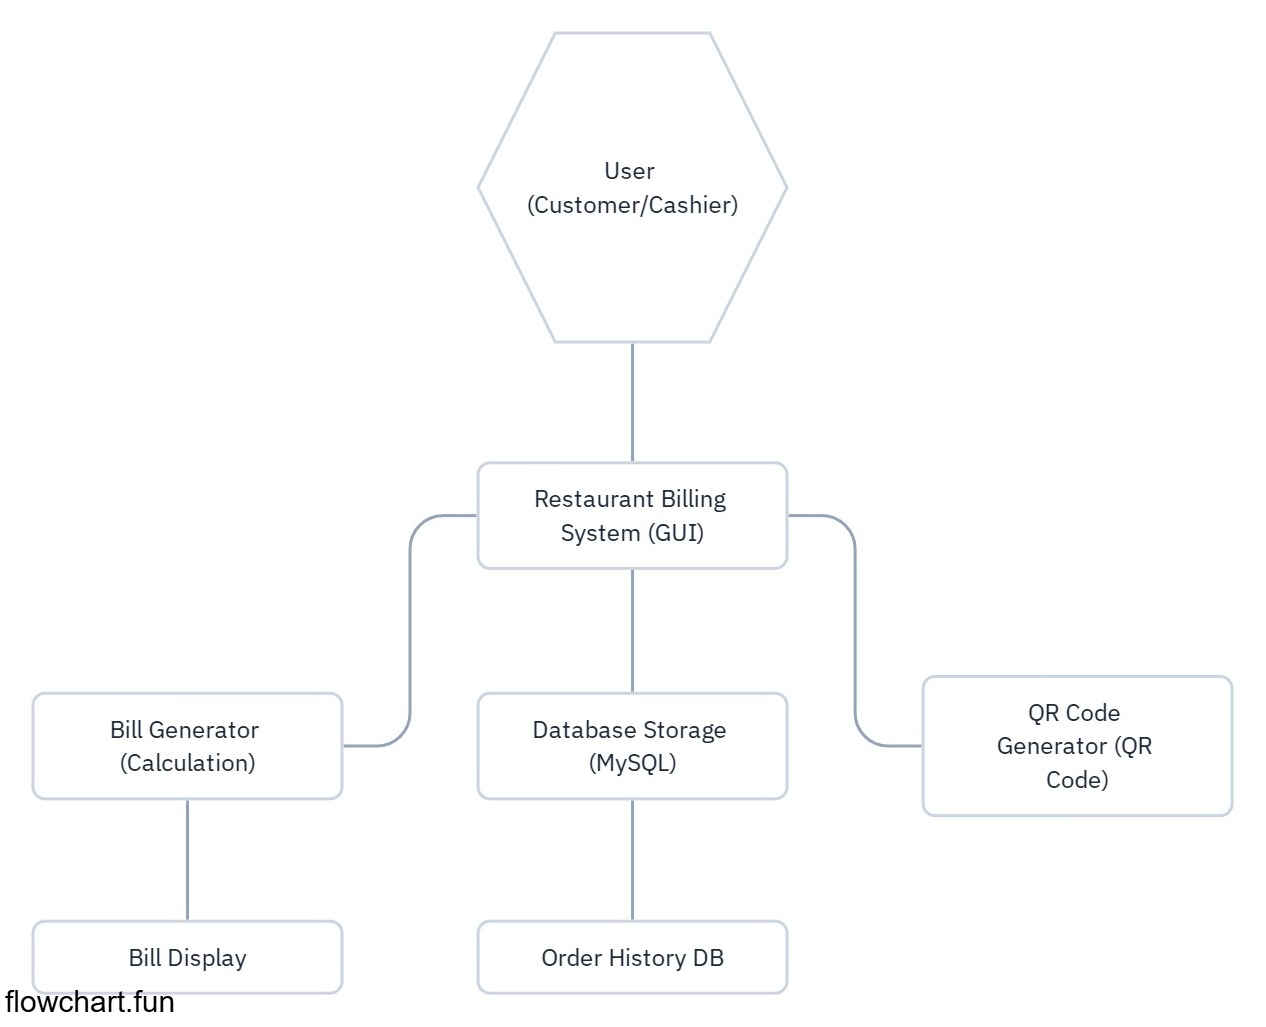 User
(Customer/Cashier)
Restaurant Billing
System (GUI)
Bill Generator
(Calculation)
Database Storage
(MySQL)
QR Code
Generator (QR
Code)
Bill Display
Order History DB
flowchart.fun